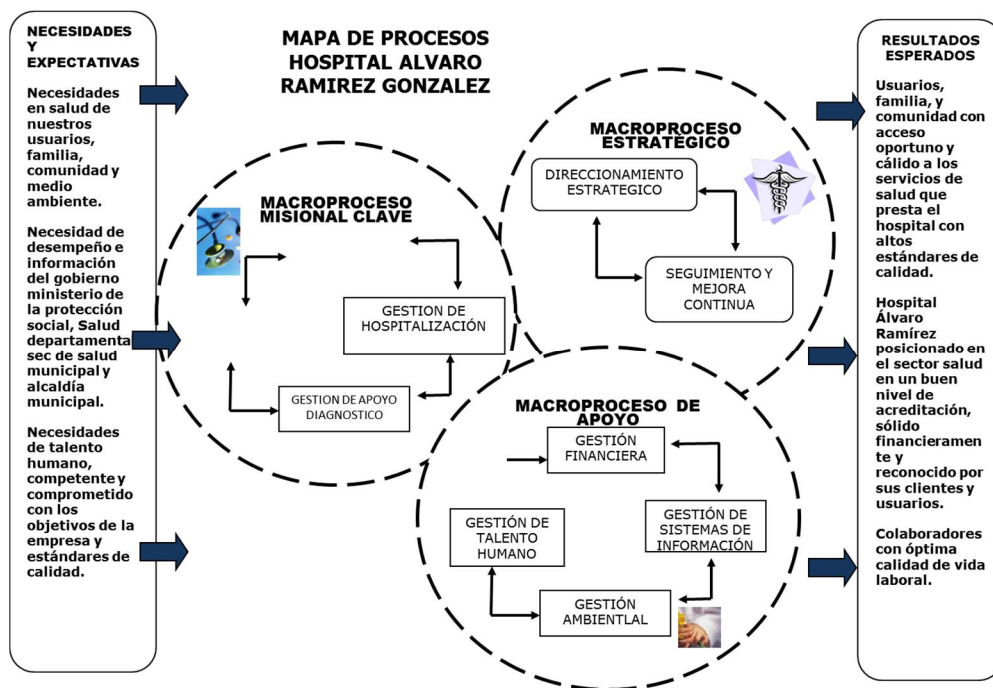 NECESIDADES
Y
EXPECTATIVAS
Necesidades
en salud de
nuestros
usuarios,
familia,
comunidad y
medio
ambiente.
Necesidad de
desempeño e
información
del gobierno
ministerio de
la protección
social, Salud
departamenta
sec de salud
municipal y
alcaldía
municipal.
Necesidades
de talento
humano,
competente y
comprometido
con los
objetivos de la
empresa y
estándares de
calidad.
MAPA DE PROCESOS
HOSPITAL ALVARO
RAMIREZ GONZALEZ
MACROPROCESO
MISIONAL CLAVE
GESTION DE
HOSPITALIZACIÓN
GESTION DE APOYO
DIAGNOSTICO
MACROPROCESO
ESTRATÉGICO
DIRECCIONAMIENTO
ESTRATEGICO
SEGUIMIENTO Y
MEJORA
CONTINUA
MACROPROCESO DE
APOYO
GESTIÓN
FINANCIERA
GESTIÓN DE
TALENTO
HUMANO
GESTIÓN DE
SISTEMAS DE
INFORMACIÓN
GESTIÓN
AMBIENTLAL
RESULTADOS
ESPERADOS
Usuarios,
familia, y
comunidad con
acceso
oportuno y
cálido a los
servicios de
salud que
presta el
hospital con
altos
estándares de
calidad.
Hospital
Álvaro
Ramírez
posicionado en
el sector salud
en un buen
nivel de
acreditación,
sólido
financieramen
te y
reconocido por
sus clientes y
usuarios.
Colaboradores
con óptima
calidad de vida
laboral.